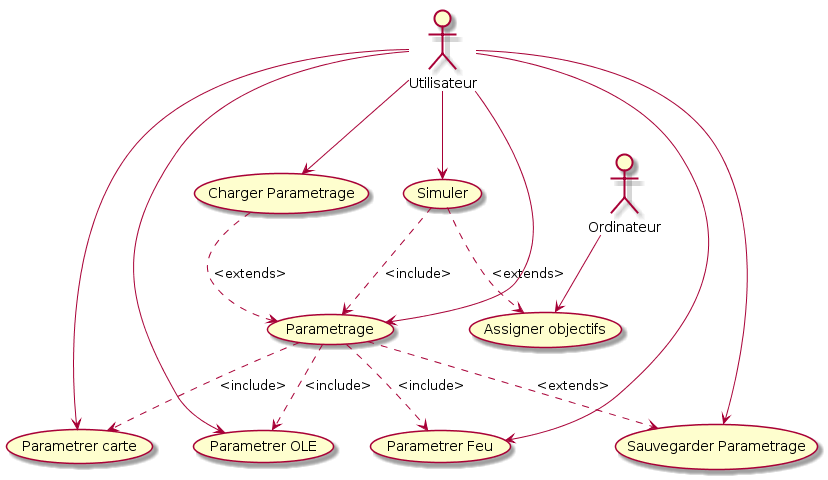 Utilisateur
Charger Parametrage
Simuler
Ordinateur
<extends>
<include>
<extends>
Parametrage
Assigner objectifs
<include>
<include>
<include>
<extends>
Parametrer carte
Parametrer OLE
Parametrer Feu
Sauvegarder Parametrage